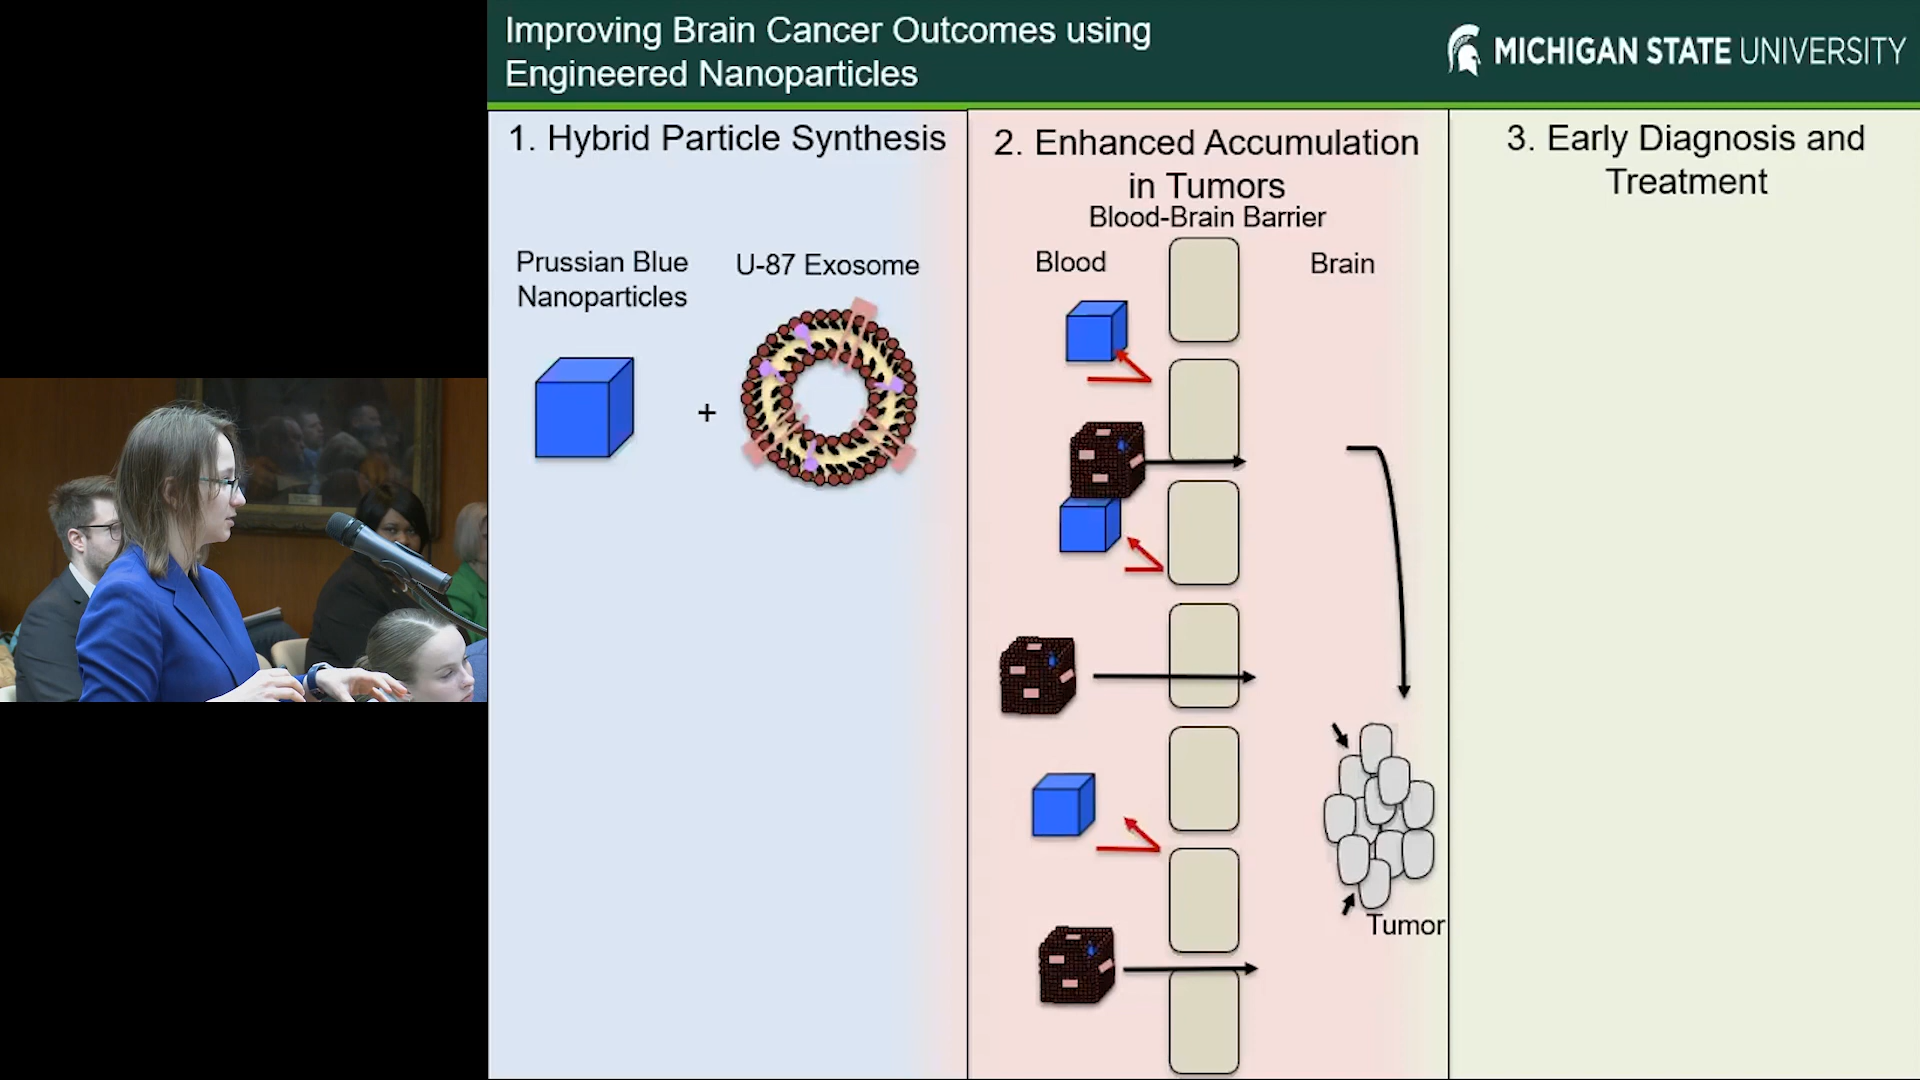 Improving Brain Cancer Outcomes using
Engineered Nanoparticles
MICHIGAN STATE UNIVERSITY
1. Hybrid Particle Synthesis
Prussian Blue
Nanoparticles
U-87 Exosome
+
2. Enhanced Accumulation
in Tumors
Blood-Brain Barrier
Blood
Brain
Tumor
3. Early Diagnosis and
Treatment